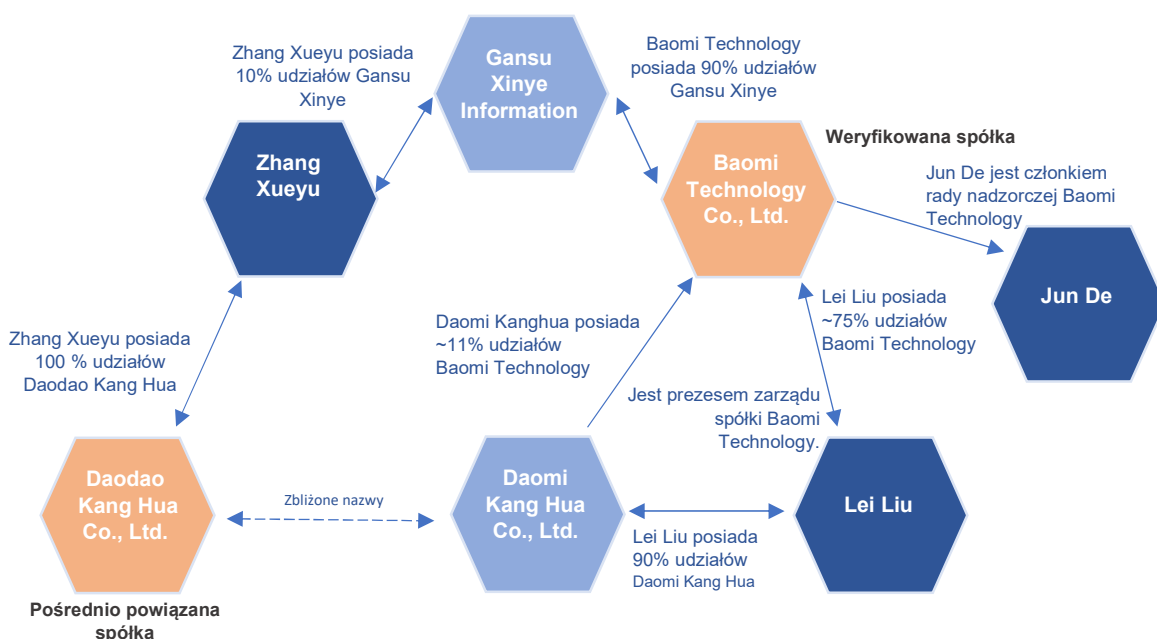 Zhang Xueyu posiada
10% udziałów Gansu
Xinye
Gansu
Xinye
Information
Baomi Technology
posiada 90% udziałów
Gansu Xinye
Zhang
Xueyu
Baomi
Technology
Co., Ltd.
Weryfikowana spółka
Jun De jest członkiem
rady nadzorczej Baomi
Technology
Jun De
Zhang Xueyu posiada
100 % udziałów
Daodao Kang Hua
Daomi Kanghua posiada
~11% udziałów
Baomi Technology
Lei Liu posiada
~75% udziałów
Baomi Technology
Jest prezesem zarządu
spółki Baomi
Technology.
Daodao
Kang Hua
Co., Ltd.
Zbliżone nazwy
Daomi
Kang Hua
Co., Ltd.
Lei Liu
Lei Liu posiada
90% udziałów
Daomi Kang Hua
Pośrednio powiązana
spółka